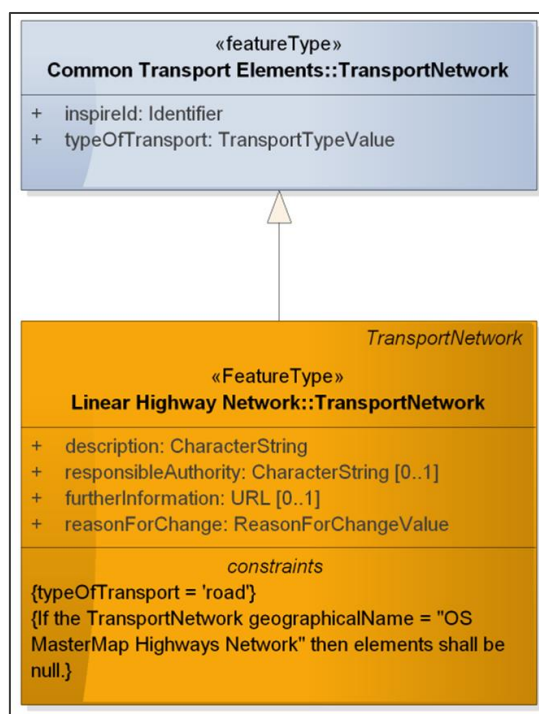 «featureType»
Common Transport Elements::TransportNetwork
+ inspireId: Identifier
+ typeOfTransport: TransportTypeValue
TransportNetwork
«FeatureType»
Linear Highway Network::TransportNetwork
+ description: CharacterString
+ responsibleAuthority: CharacterString [0..1]
+ furtherInformation: URL [0..1]
+ reasonForChange: ReasonForChangeValue
constraints
{typeOfTransport = 'road'}
{If the TransportNetwork geographicalName = "OS
MasterMap Highways Network" then elements shall be
null.}